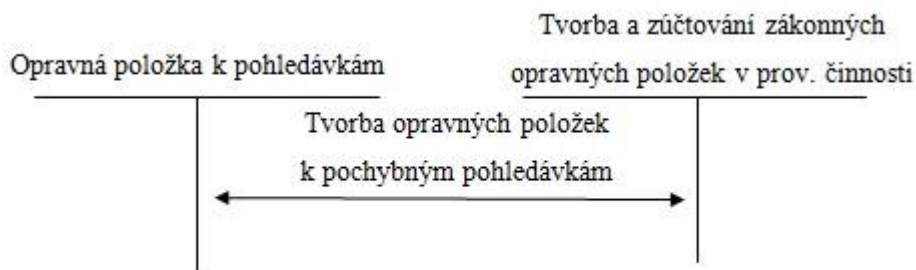 Opravná položka k pohledávkám
Tvorba a zúčtování zákonných
opravných položek v prov. činnosti
Tvorba opravných položek
k pochybným pohledávkám